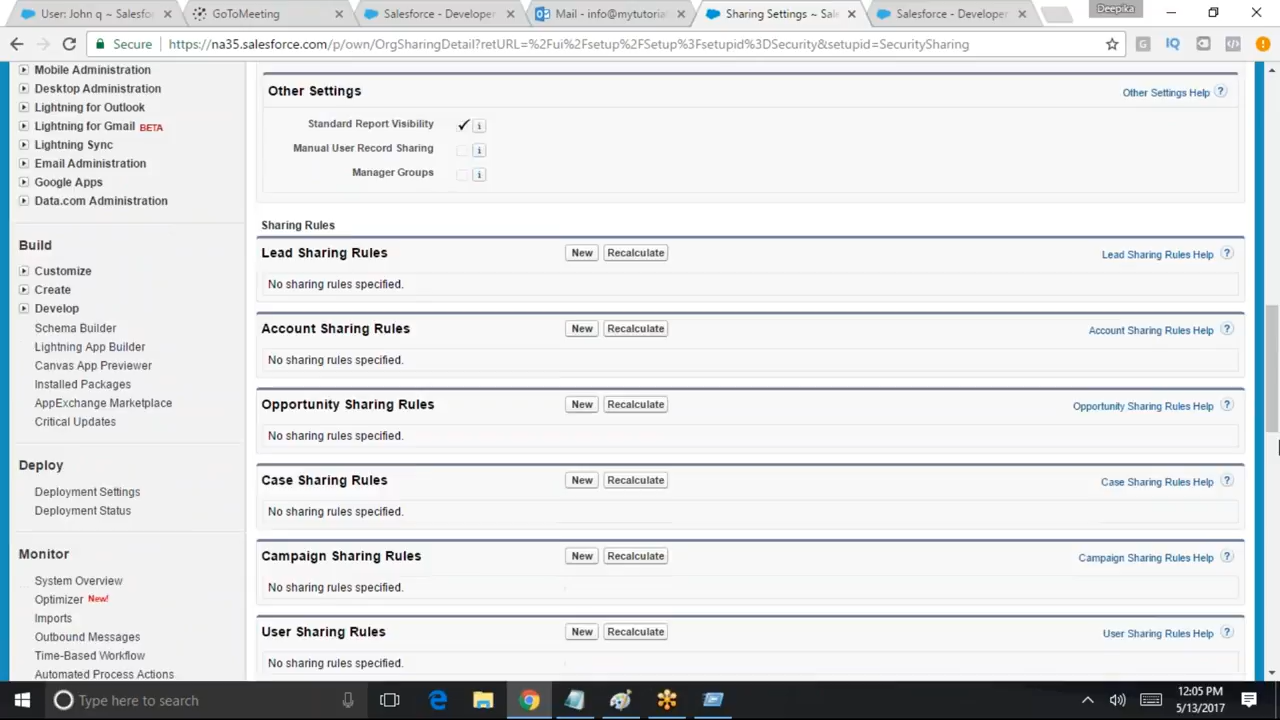 User: John q ~ Salesfo
GoToMeeting
Salesforce - Developer
Mail - info@mytutorial
Sharing Settings ~ Sale
Salesforce - Developer
Deepika
Secure
https://na35.salesforce.com/p/own/OrgSharingDetail?retURL=%2Fui%2Fsetup%2FSetup%3Fsetupid%3DSecurity&setupid=SecuritySharing
Mobile Administration
Desktop Administration
Lightning for Outlook
Lightning for Gmail BETA
Lightning Sync
Email Administration
Google Apps
Data.com Administration
Build
Customize
Create
Develop
Schema Builder
Lightning App Builder
Canvas App Previewer
Installed Packages
AppExchange Marketplace
Critical Updates
Deploy
Deployment Settings
Deployment Status
Monitor
System Overview
Optimizer New!
Imports
Outbound Messages
Time-Based Workflow
Automated Process Actions
Other Settings
Other Settings Help ?
Standard Report Visibility
Manual User Record Sharing
Manager Groups
Sharing Rules
Lead Sharing Rules New Recalculate Lead Sharing Rules Help ?
No sharing rules specified.
Account Sharing Rules New Recalculate Account Sharing Rules Help ?
No sharing rules specified.
Opportunity Sharing Rules New Recalculate Opportunity Sharing Rules Help ?
No sharing rules specified.
Case Sharing Rules New Recalculate Case Sharing Rules Help ?
No sharing rules specified.
Campaign Sharing Rules New Recalculate Campaign Sharing Rules Help ?
No sharing rules specified.
User Sharing Rules New Recalculate User Sharing Rules Help ?
No sharing rules specified.
Type here to search
12:05 PM
5/13/2017